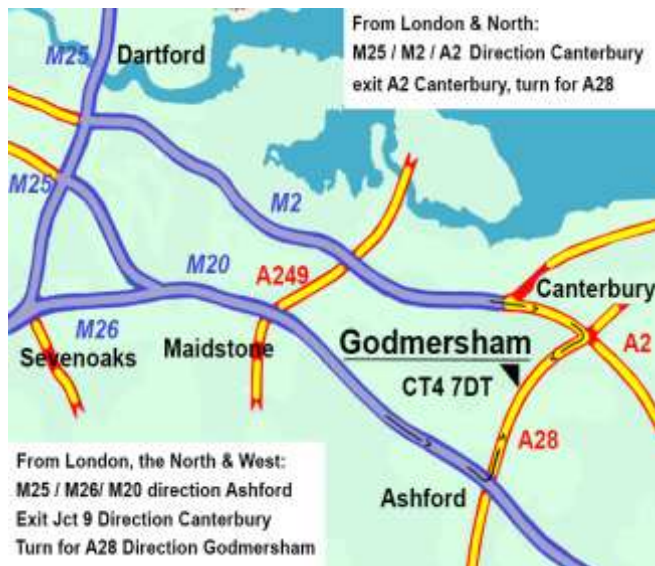 From London & North:
M25 / M2 / A2 Direction Canterbury
exit A2 Canterbury, turn for A28
M25
Dartford
M25
M2
M20
A249
Canterbury
M26
Sevenoaks
Maidstone
Godmersham
A2
CT4 7DT
A28
Ashford
From London, the North & West:
M25 / M26/ M20 direction Ashford
Exit Jct 9 Direction Canterbury
Turn for A28 Direction Godmersham